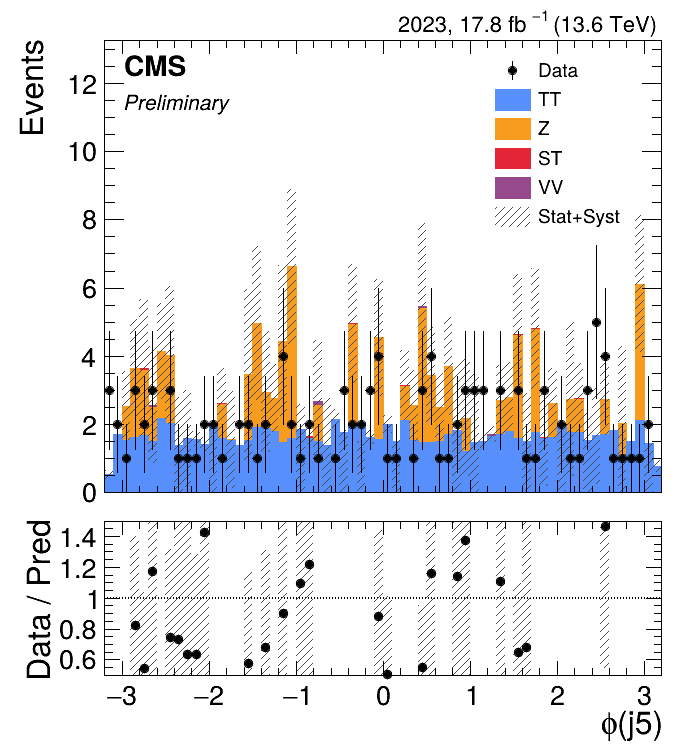 2023, 17.8 fb⁻¹ (13.6 TeV)
Events
CMS
Preliminary
Data
TT
Z
ST
VV
Stat+Syst
12
10
8
6
4
2
0
Data / Pred
1.4
1.2
1
0.8
0.6
−3 −2 −1 0 1 2 3
ϕ(j5)